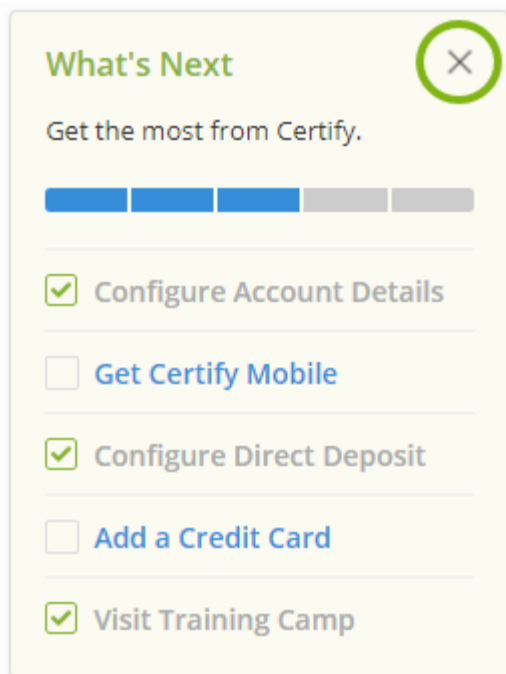 What's Next
Get the most from Certify.
Configure Account Details
Get Certify Mobile
Configure Direct Deposit
Add a Credit Card
Visit Training Camp